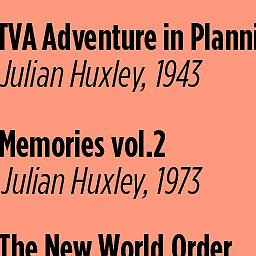 TVA Adventure in Planni
Julian Huxley, 1943
Memories vol.2
Julian Huxley, 1973
The New World Order